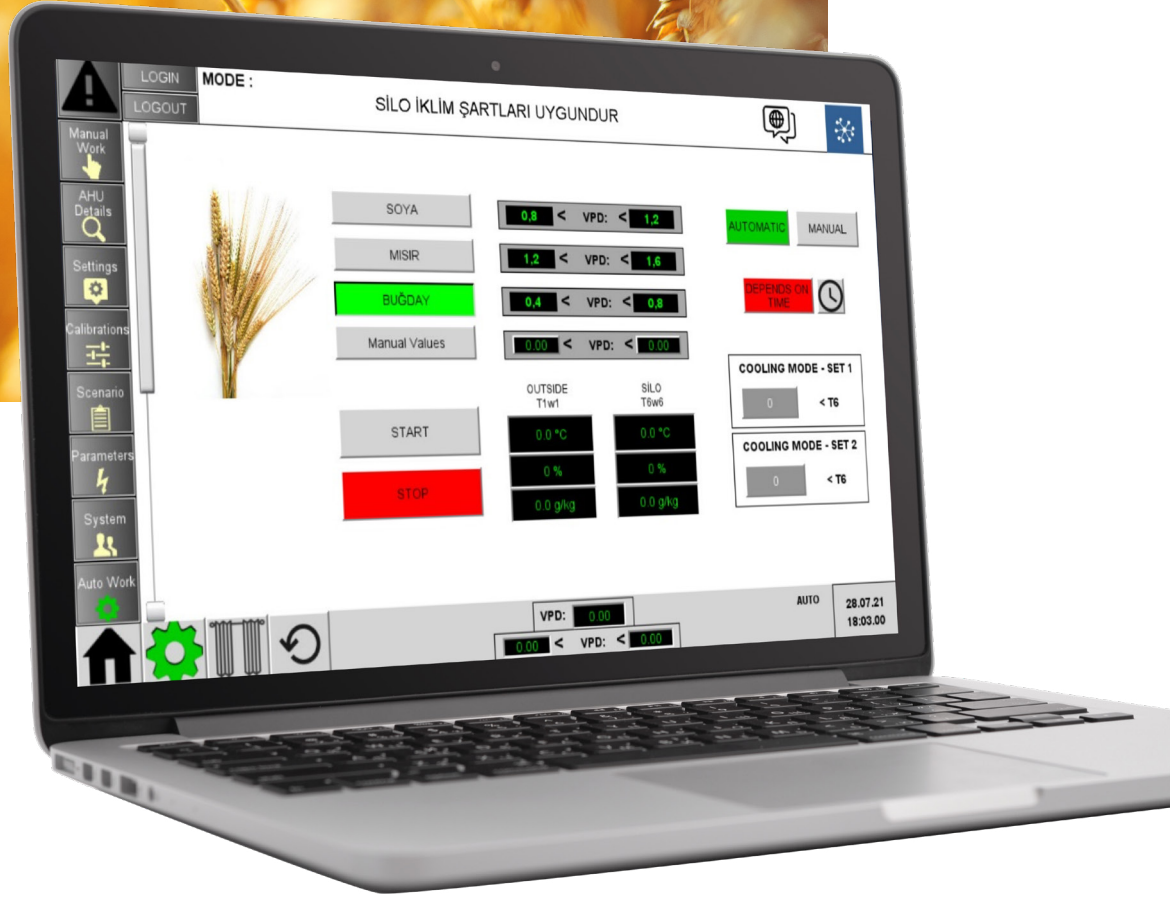 LOGIN
LOGOUT
MODE :
SİLO İKLİM ŞARTLARI UYGUNDUR
Manual
Work
AHU
Details
Settings
Calibrations
Scenario
Parameters
System
Auto Work
SOYA
0,8 < VPD: < 1,2
MISIR
1,2 < VPD: < 1,6
BUĞDAY
0,4 < VPD: < 0,8
Manual Values
0.00 < VPD: < 0.00
AUTOMATIC
MANUAL
DEPENDS ON
TIME
START
STOP
OUTSIDE
T1w1
0.0 °C
0 %
0.0 g/kg
SİLO
T6w6
0.0 °C
0 %
0.0 g/kg
COOLING MODE - SET 1
0 < T6
COOLING MODE - SET 2
0 < T6
VPD: 0.00
0.00 < VPD: < 0.00
AUTO
28.07.21
18:03.00